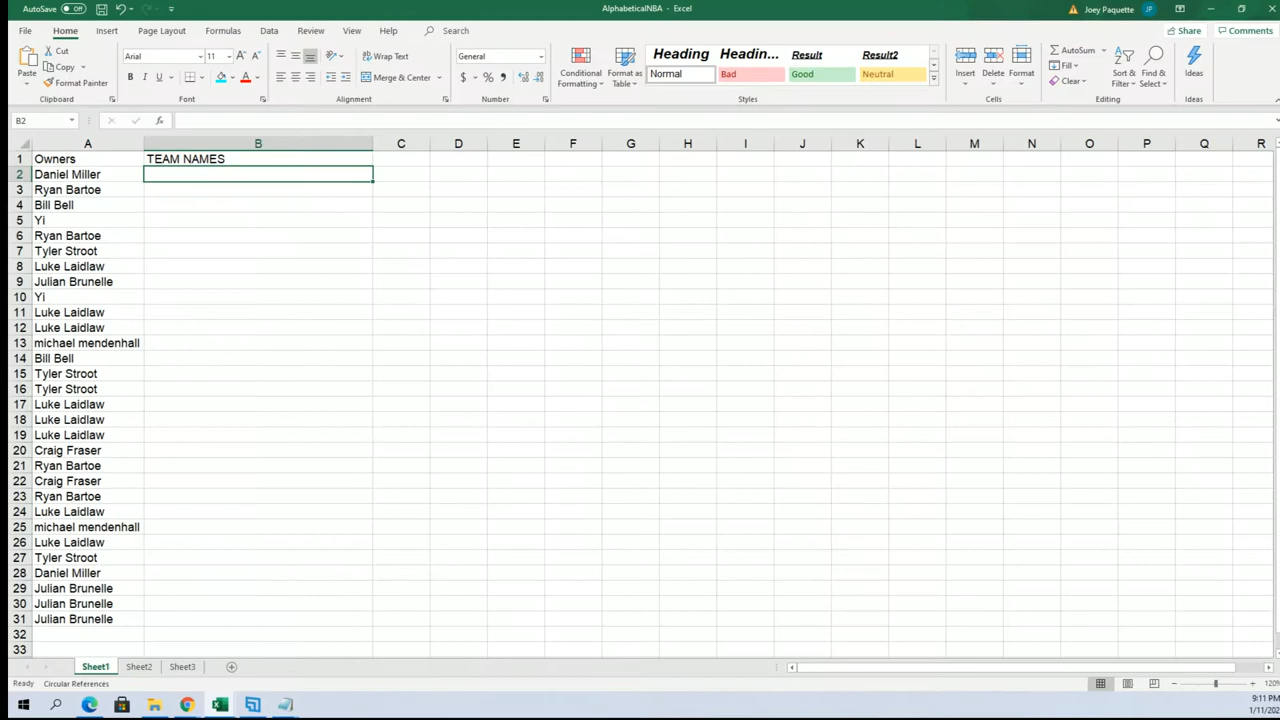 AutoSave Off
AlphabeticalNBA - Excel
Joey Paquette JP
File Home Insert Page Layout Formulas Data Review View Help Search
Share Comments
Paste
Cut
Copy
Format Painter
Clipboard
Arial 11
B I U
Font
Wrap Text
Merge & Center
Alignment
General
$ % 9
Number
Conditional Formatting
Format as Table
Heading Headin... Result Result2
Normal Bad Good Neutral
Styles
Insert Delete Format
Cells
AutoSum
Fill
Clear
Sort & Filter
Find & Select
Editing
Ideas
Ideas
B2 fx
A B C D E F G H I J K L M N O P Q R
1 Owners TEAM NAMES
2 Daniel Miller
3 Ryan Bartoe
4 Bill Bell
5 Yi
6 Ryan Bartoe
7 Tyler Stroot
8 Luke Laidlaw
9 Julian Brunelle
10 Yi
11 Luke Laidlaw
12 Luke Laidlaw
13 michael mendenhall
14 Bill Bell
15 Tyler Stroot
16 Tyler Stroot
17 Luke Laidlaw
18 Luke Laidlaw
19 Luke Laidlaw
20 Craig Fraser
21 Ryan Bartoe
22 Craig Fraser
23 Ryan Bartoe
24 Luke Laidlaw
25 michael mendenhall
26 Luke Laidlaw
27 Tyler Stroot
28 Daniel Miller
29 Julian Brunelle
30 Julian Brunelle
31 Julian Brunelle
32
33
Sheet1 Sheet2 Sheet3
Ready Circular References
120%
9:11 PM
1/11/202